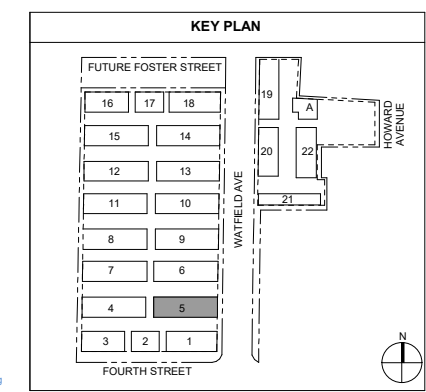 KEY PLAN
FUTURE FOSTER STREET
16 17 18
15 14
12 13
11 10
8 9
7 6
4 5
3 2 1
FOURTH STREET
WATFIELD AVE
19
A
20 22
21
HOWARD
AVENUE
N
g